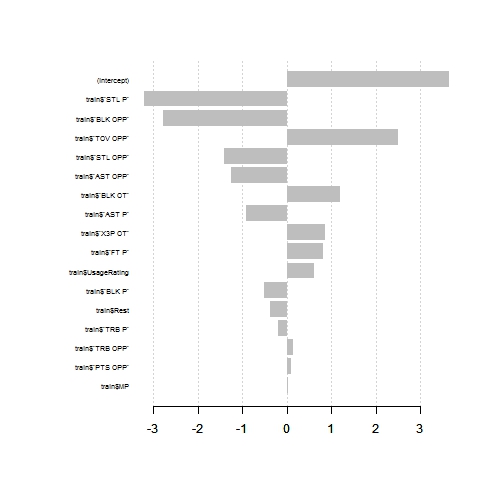 (Intercept)
train$`STL P`
train$`BLK OPP`
train$`TOV OPP`
train$`STL OPP`
train$`AST OPP`
train$`BLK OT`
train$`AST P`
train$`X3P OT`
train$`FT P`
train$UsageRating
train$`BLK P`
train$Rest
train$`TRB P`
train$`TRB OPP`
train$`PTS OPP`
train$MP
-3 -2 -1 0 1 2 3